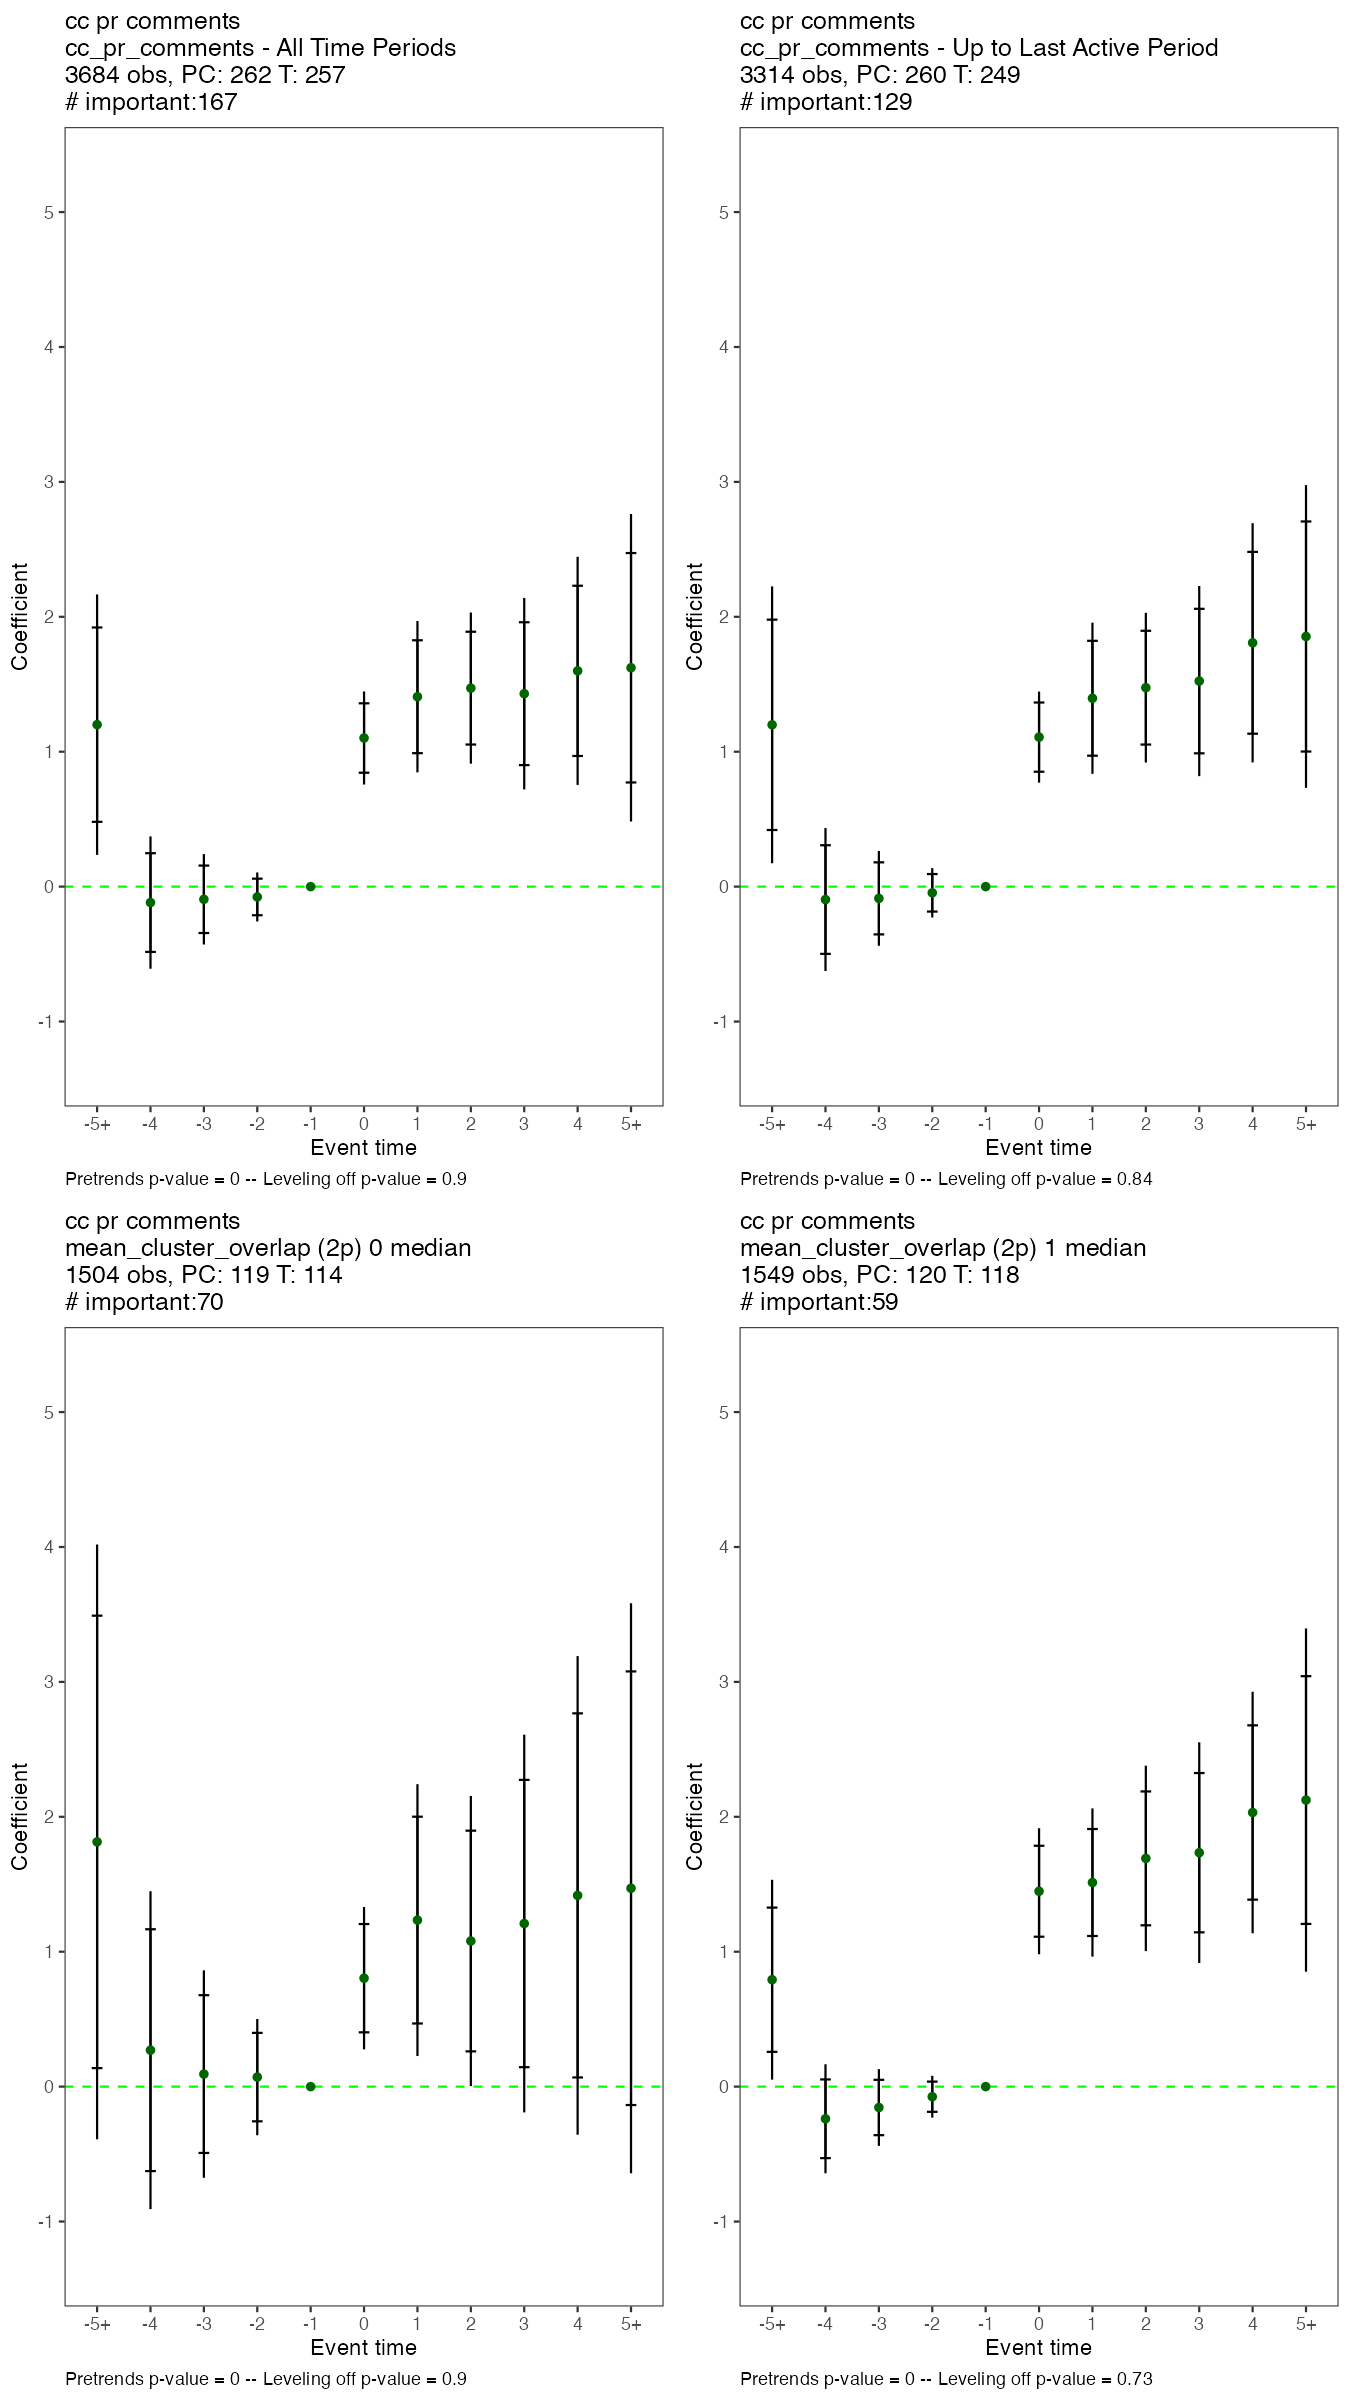 cc pr comments
cc_pr_comments - All Time Periods
3684 obs, PC: 262 T: 257
# important:167
Coefficient
5
4
3
2
1
0
-1
-5+ -4 -3 -2 -1 0 1 2 3 4 5+
Event time
Pretrends p-value = 0 -- Leveling off p-value = 0.9
cc pr comments
cc_pr_comments - Up to Last Active Period
3314 obs, PC: 260 T: 249
# important:129
Coefficient
5
4
3
2
1
0
-1
-5+ -4 -3 -2 -1 0 1 2 3 4 5+
Event time
Pretrends p-value = 0 -- Leveling off p-value = 0.84
cc pr comments
mean_cluster_overlap (2p) 0 median
1504 obs, PC: 119 T: 114
# important:70
Coefficient
5
4
3
2
1
0
-1
-5+ -4 -3 -2 -1 0 1 2 3 4 5+
Event time
Pretrends p-value = 0 -- Leveling off p-value = 0.9
cc pr comments
mean_cluster_overlap (2p) 1 median
1549 obs, PC: 120 T: 118
# important:59
Coefficient
5
4
3
2
1
0
-1
-5+ -4 -3 -2 -1 0 1 2 3 4 5+
Event time
Pretrends p-value = 0 -- Leveling off p-value = 0.73